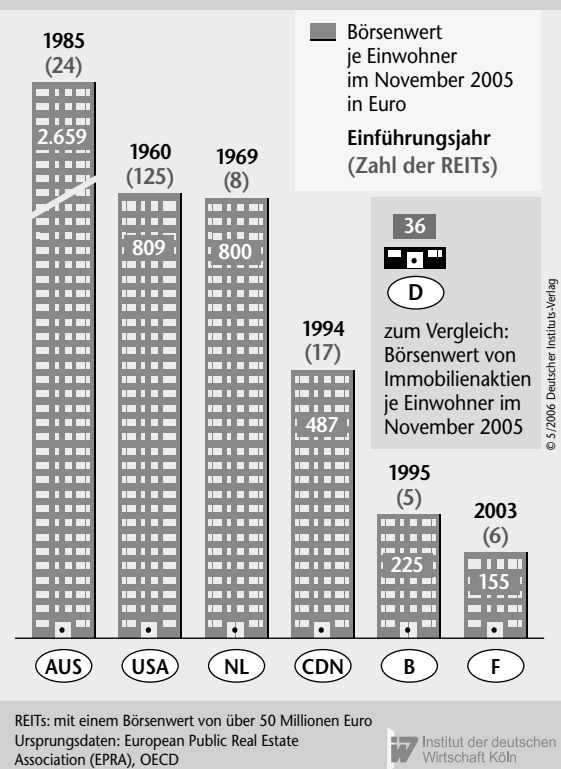 Börsenwert
je Einwohner
im November 2005
in Euro
Einführungsjahr
(Zahl der REITs)
1985
(24)
2.659
AUS
1960
(125)
809
USA
1969
(8)
800
NL
1994
(17)
487
CDN
1995
(5)
225
B
2003
(6)
155
F
36
D
zum Vergleich:
Börsenwert von
Immobilienaktien
je Einwohner im
November 2005
© 5/2006 Deutscher Instituts-Verlag
REITs: mit einem Börsenwert von über 50 Millionen Euro
Ursprungsdaten: European Public Real Estate
Association (EPRA), OECD
Institut der deutschen
Wirtschaft Köln